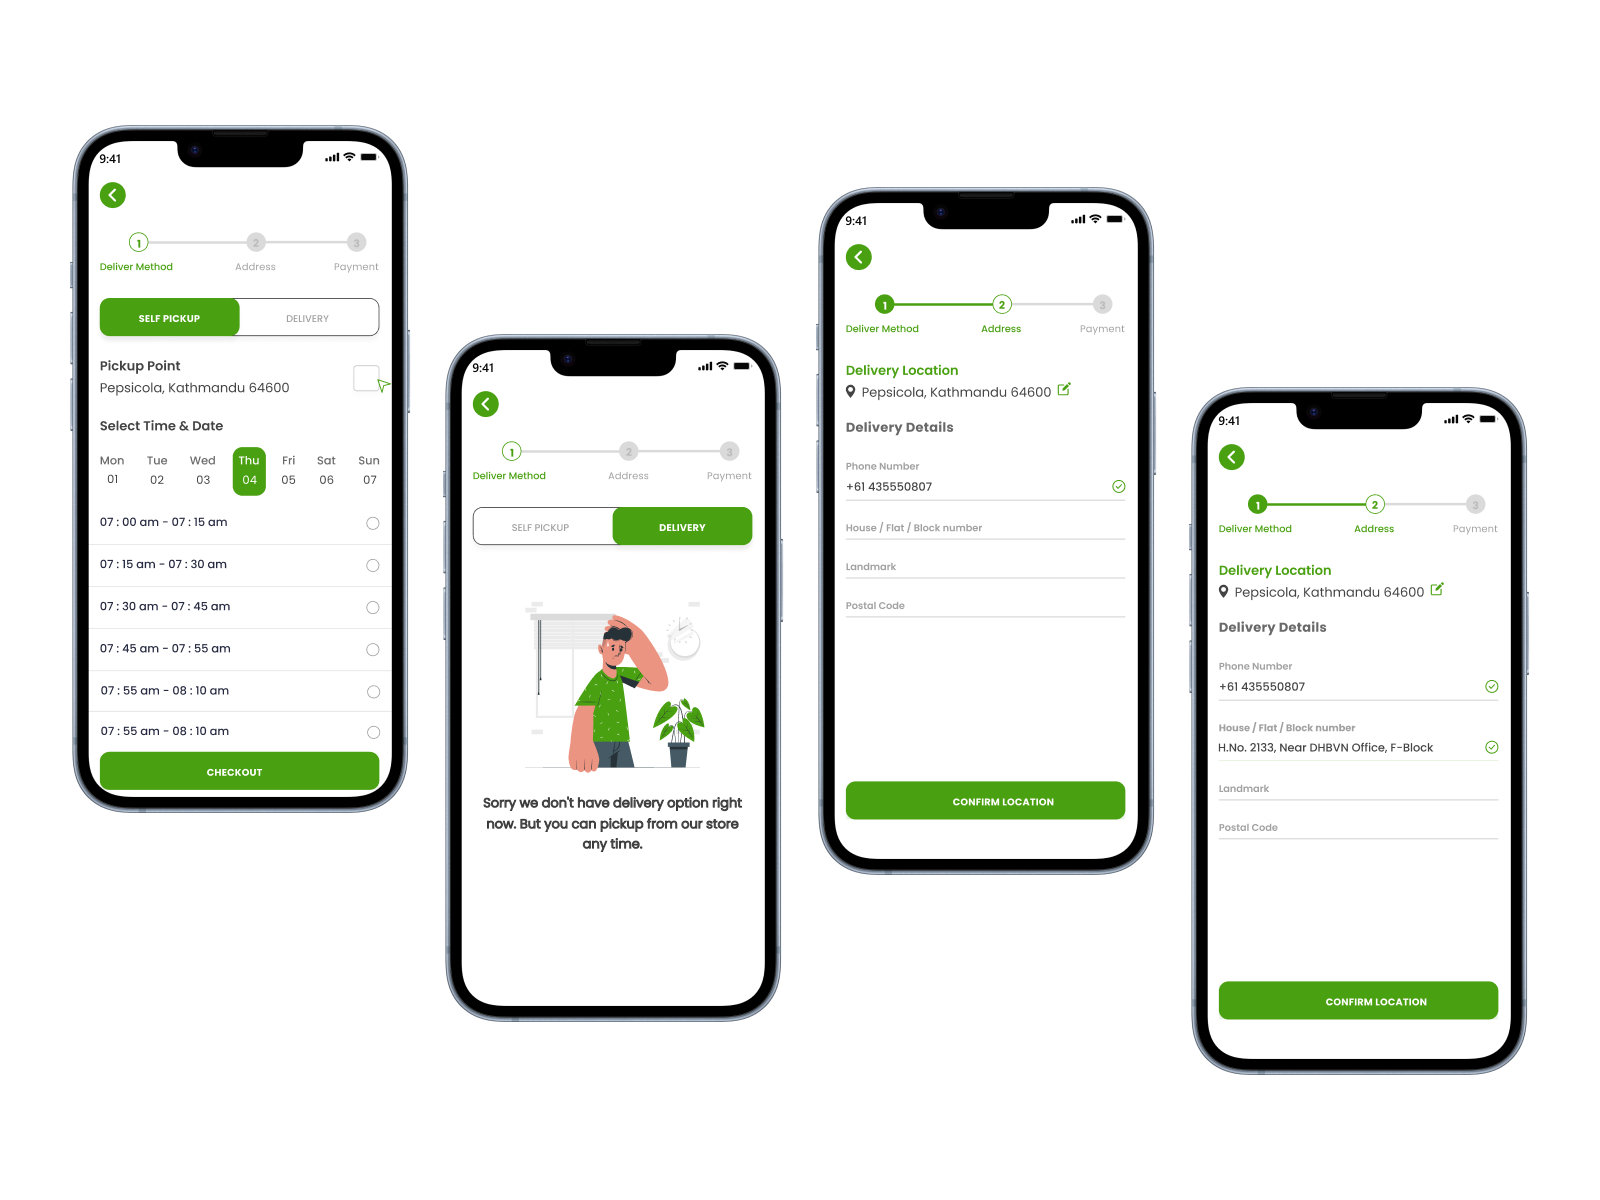 9:41
1 2 3
Deliver Method Address Payment
SELF PICKUP DELIVERY
Pickup Point
Pepsicola, Kathmandu 64600
Select Time & Date
Mon Tue Wed Thu Fri Sat Sun
01 02 03 04 05 06 07
07 : 00 am - 07 : 15 am
07 : 15 am - 07 : 30 am
07 : 30 am - 07 : 45 am
07 : 45 am - 07 : 55 am
07 : 55 am - 08 : 10 am
07 : 55 am - 08 : 10 am
CHECKOUT
9:41
1 2 3
Deliver Method Address Payment
SELF PICKUP DELIVERY
Sorry we don't have delivery option right
now. But you can pickup from our store
any time.
9:41
1 2 3
Deliver Method Address Payment
Delivery Location
Pepsicola, Kathmandu 64600
Delivery Details
Phone Number
+61 435550807
House / Flat / Block number
Landmark
Postal Code
CONFIRM LOCATION
9:41
1 2 3
Deliver Method Address Payment
Delivery Location
Pepsicola, Kathmandu 64600
Delivery Details
Phone Number
+61 435550807
House / Flat / Block number
H.No. 2133, Near DHBVN Office, F-Block
Landmark
Postal Code
CONFIRM LOCATION